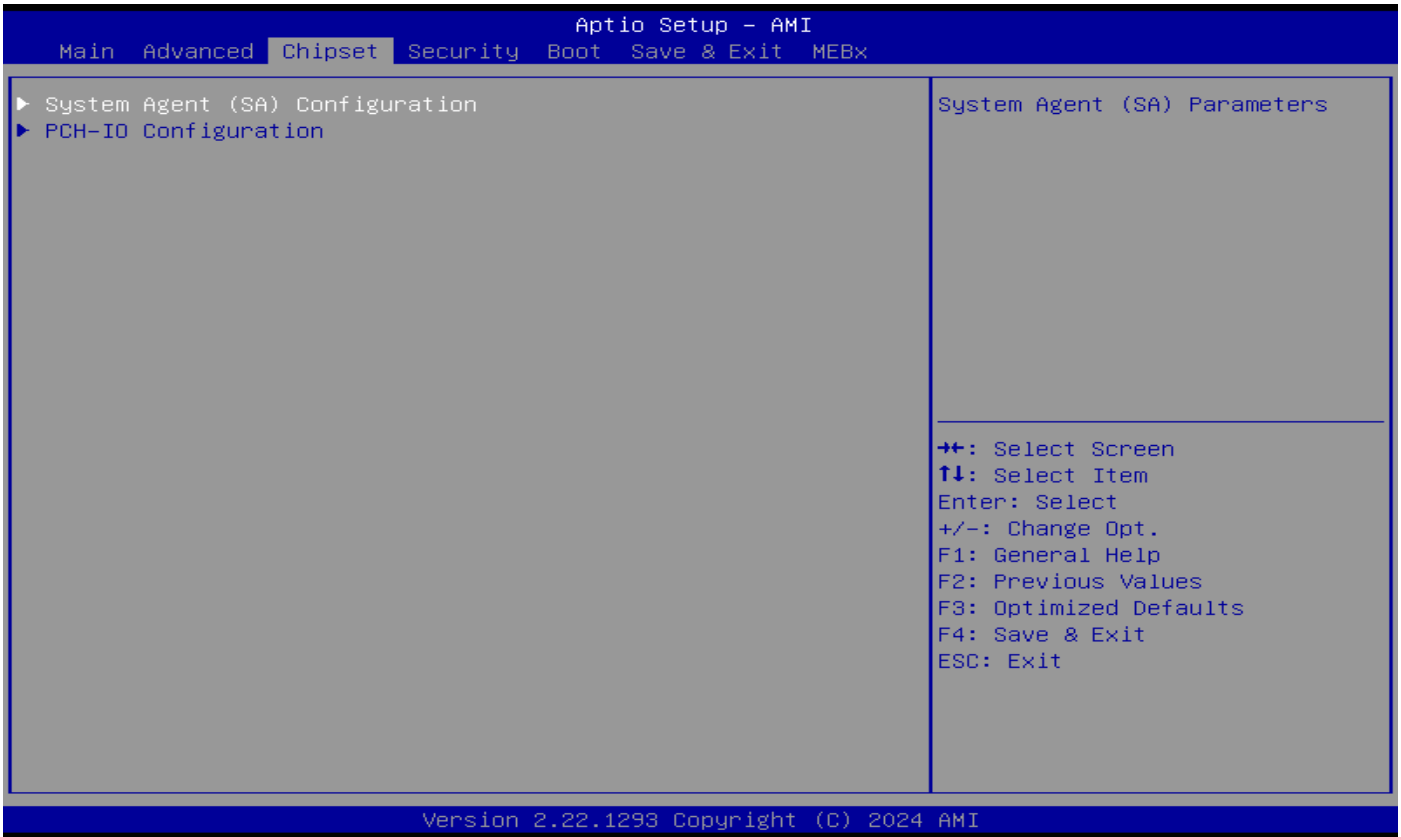 Aptio Setup – AMI
Main Advanced Chipset Security Boot Save & Exit MEBx
▶ System Agent (SA) Configuration
▶ PCH-IO Configuration
System Agent (SA) Parameters
→←: Select Screen
↑↓: Select Item
Enter: Select
+/-: Change Opt.
F1: General Help
F2: Previous Values
F3: Optimized Defaults
F4: Save & Exit
ESC: Exit
Version 2.22.1293 Copyright (C) 2024 AMI